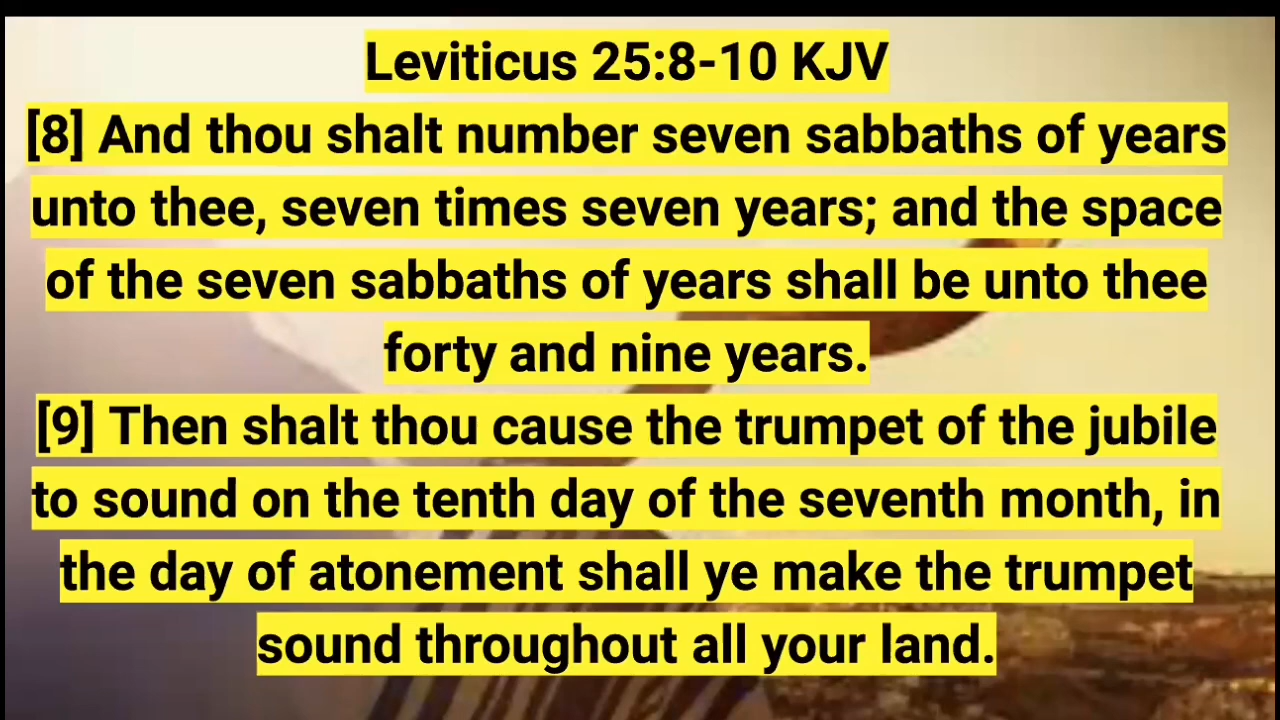 Leviticus 25:8-10 KJV
[8] And thou shalt number seven sabbaths of years
unto thee, seven times seven years; and the space
of the seven sabbaths of years shall be unto thee
forty and nine years.
[9] Then shalt thou cause the trumpet of the jubile
to sound on the tenth day of the seventh month, in
the day of atonement shall ye make the trumpet
sound throughout all your land.